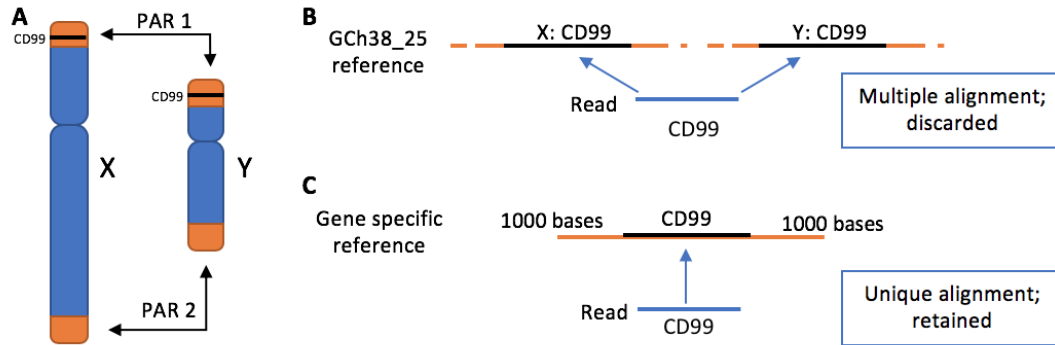 A
PAR 1
CD99
CD99
X
Y
PAR 2
B
GCh38_25
reference
X: CD99
Y: CD99
Read
CD99
Multiple alignment;
discarded
C
Gene specific
reference
1000 bases
CD99
1000 bases
Read
CD99
Unique alignment;
retained